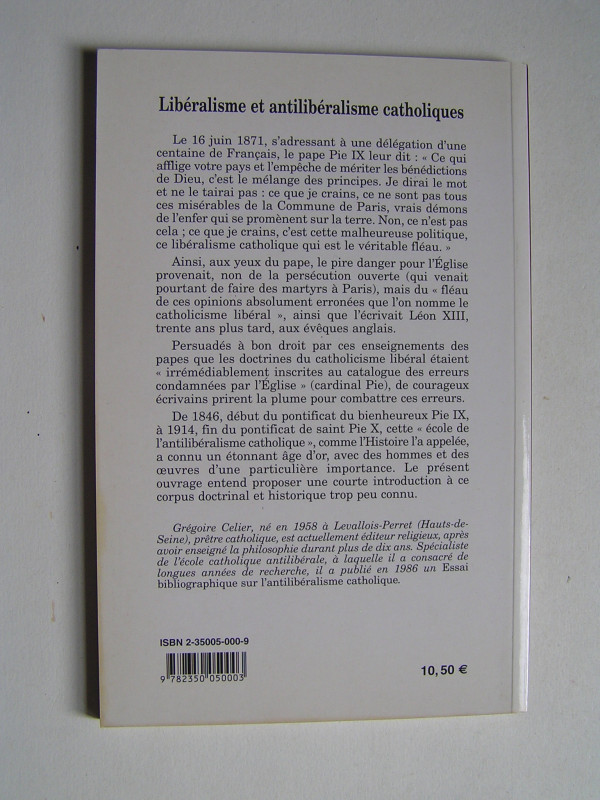 Libéralisme et antilibéralisme catholiques
Le 16 juin 1871, s'adressant à une délégation d'une
centaine de Français, le pape Pie IX leur dit : « Ce qui
afflige votre pays et l'empêche de mériter les bénédictions
de Dieu, c'est le mélange des principes. Je dirai le mot
et ne le tairai pas : ce que je crains, ce ne sont pas tous
ces misérables de la Commune de Paris, vrais démons
de l'enfer qui se promènent sur la terre. Non, ce n'est pas
cela ; ce que je crains, c'est cette malheureuse politique,
ce libéralisme catholique qui est le véritable fléau. »
Ainsi, aux yeux du pape, le pire danger pour l'Église
provenait, non de la persécution ouverte (qui venait
pourtant de faire des martyrs à Paris), mais du « fléau
de ces opinions absolument erronées que l'on nomme le
catholicisme libéral », ainsi que l'écrivait Léon XIII,
trente ans plus tard, aux évêques anglais.
Persuadés à bon droit par ces enseignements des
papes que les doctrines du catholicisme libéral étaient
« irrémédiablement inscrites au catalogue des erreurs
condamnées par l'Église » (cardinal Pie), de courageux
écrivains prirent la plume pour combattre ces erreurs.
De 1846, début du pontificat du bienheureux Pie IX,
à 1914, fin du pontificat de saint Pie X, cette « école de
l'antilibéralisme catholique », comme l'Histoire l'a appelée,
a connu un étonnant âge d'or, avec des hommes et des
œuvres d'une particulière importance. Le présent
ouvrage entend proposer une courte introduction à ce
corpus doctrinal et historique trop peu connu.
Grégoire Celier, né en 1958 à Levallois-Perret (Hauts-de-
Seine), prêtre catholique, est actuellement éditeur religieux, après
avoir enseigné la philosophie durant plus de dix ans. Spécialiste
de l'école catholique antilibérale, à laquelle il a consacré de
longues années de recherche, il a publié en 1986 un Essai
bibliographique sur l'antilibéralisme catholique.
ISBN 2-35005-000-9
9 782350 050003
10,50 €